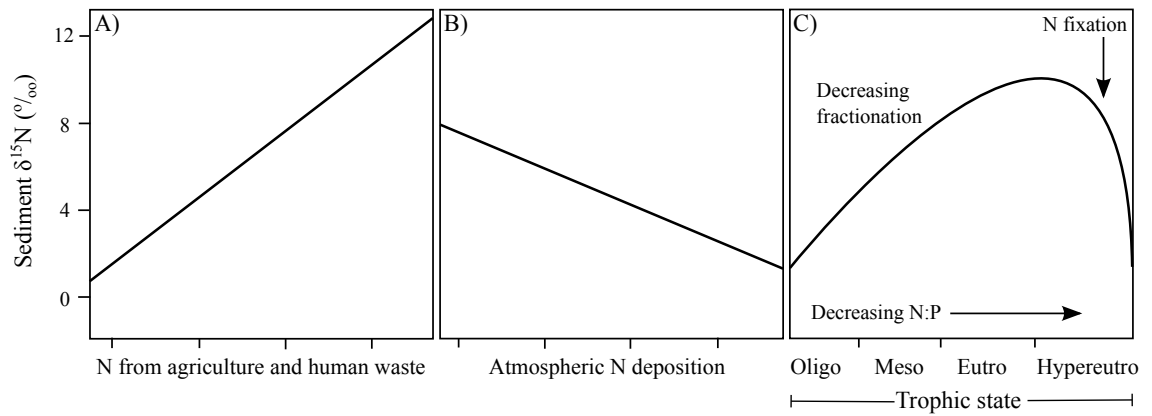 A)
B)
C)
N fixation
Decreasing
fractionation
Decreasing N:P
12
8
4
0
Sediment δ¹⁵N (º/ₒₒ)
N from agriculture and human waste
Atmospheric N deposition
Oligo Meso Eutro Hypereutro
Trophic state